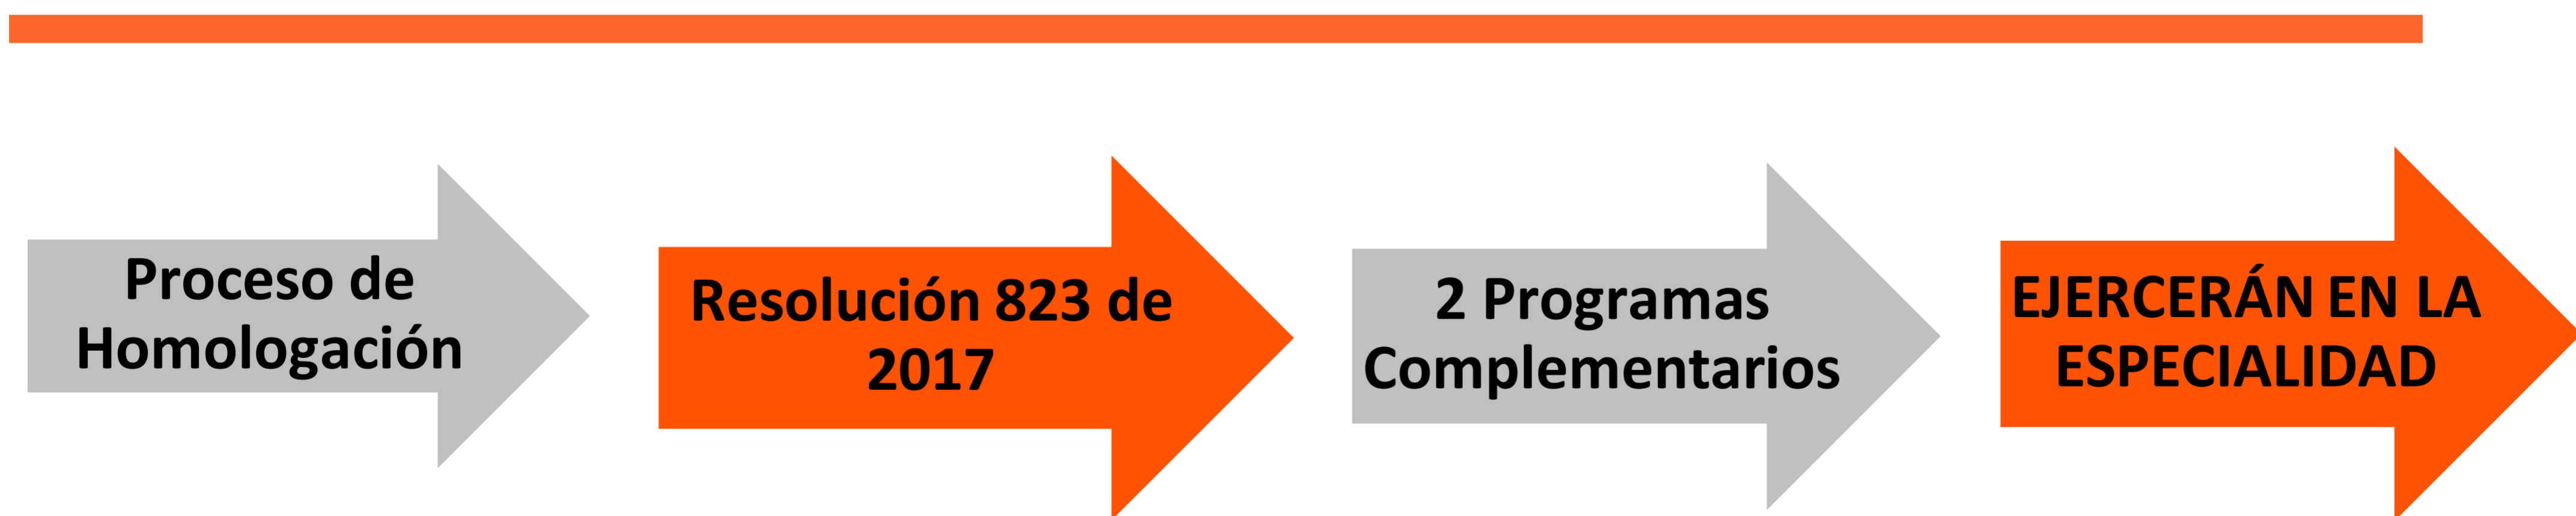 Proceso de
Homologación
Resolución 823 de
2017
2 Programas
Complementarios
EJERCERÁN EN LA
ESPECIALIDAD